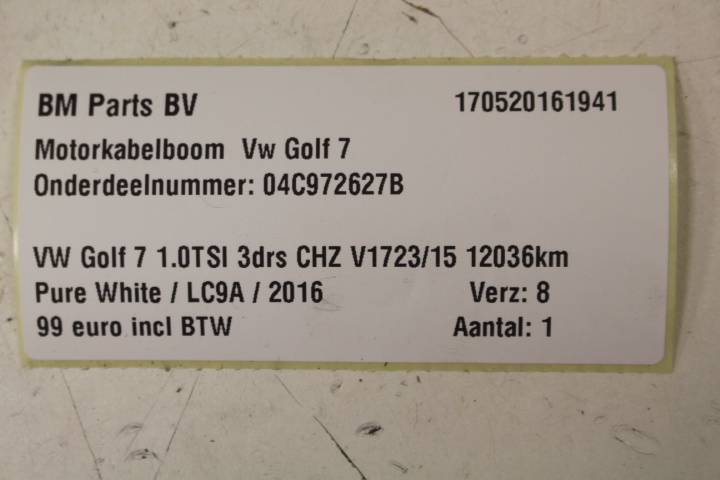 BM Parts BV 170520161941
Motorkabelboom Vw Golf 7
Onderdeelnummer: 04C972627B
VW Golf 7 1.0TSI 3drs CHZ V1723/15 12036km
Pure White / LC9A / 2016 Verz: 8
99 euro incl BTW Aantal: 1